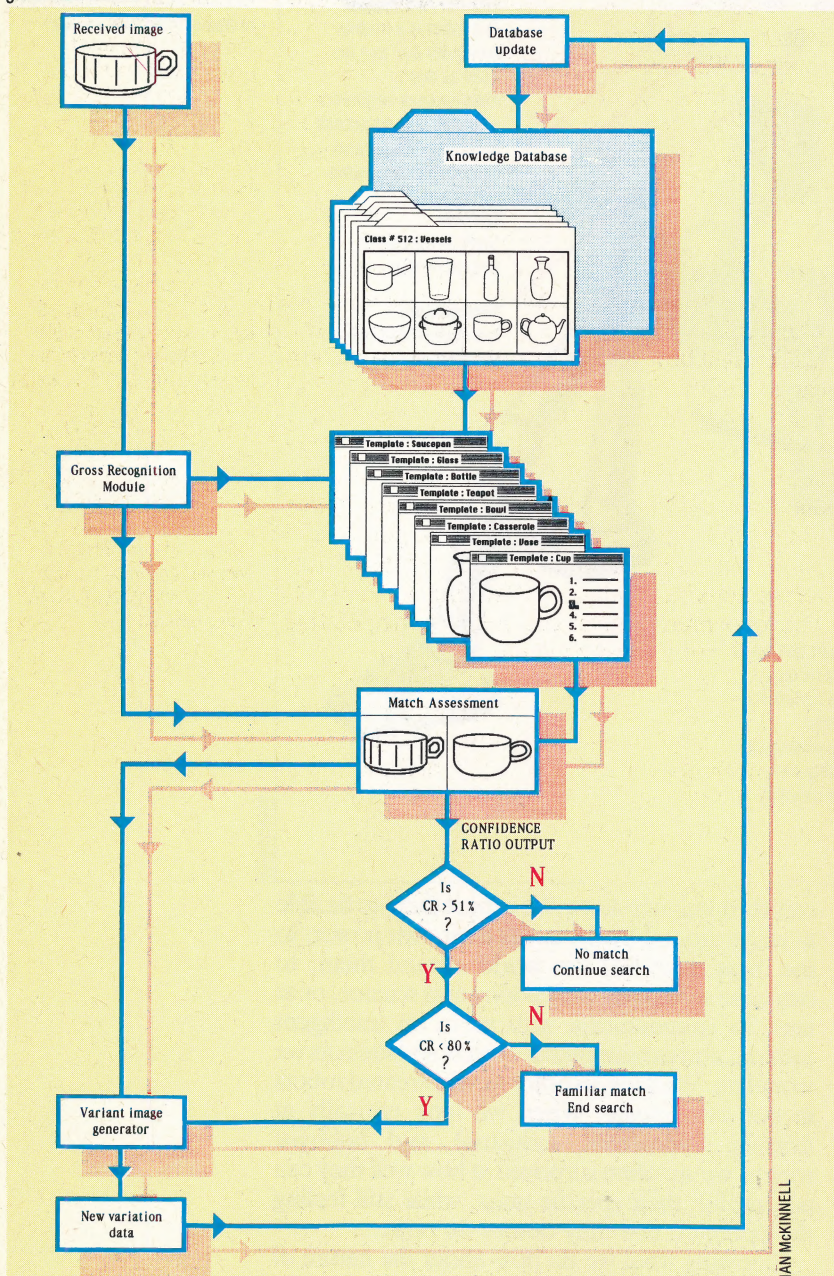 Received image
Database
update
Knowledge Database
Class # 512 : Vessels
Gross Recognition
Module
Template : Saucepan
Template : Glass
Template : Bottle
Template : Teapot
Template : Bowl
Template : Casserole
Template : Vase
Template : Cup
1.
2.
3.
4.
5.
6.
Match Assessment
CONFIDENCE
RATIO OUTPUT
Is
CR > 51%
?
N
No match
Continue search
Y
Is
CR < 80%
?
N
Familiar match
End search
Y
Variant image
generator
New variation
data
IAN McKINNELL